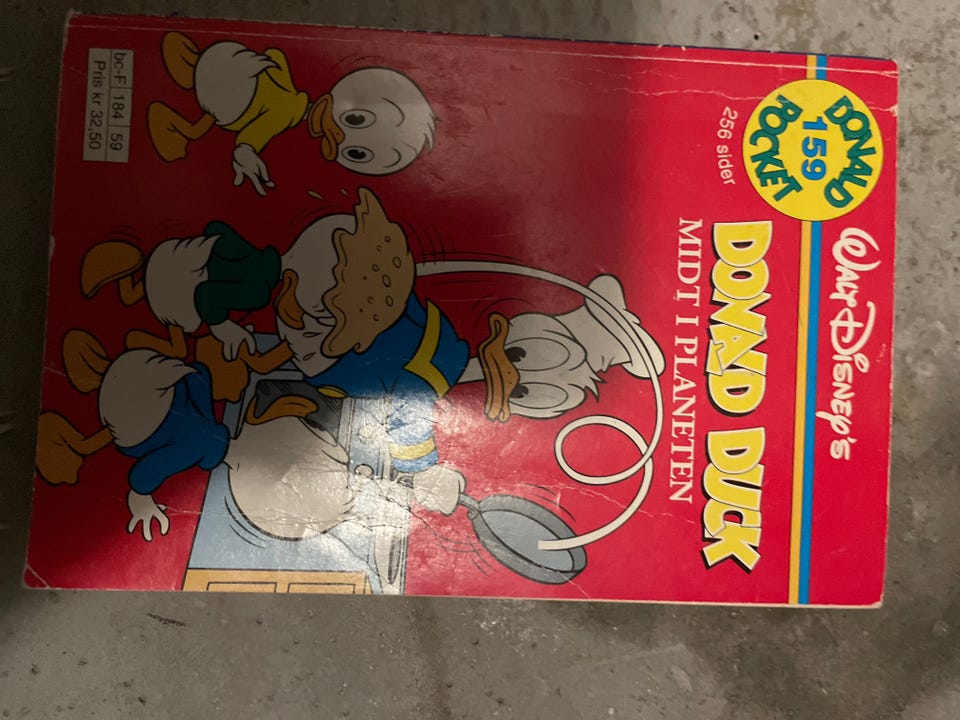 Walt Disney's
DONALD
159
POCKET
256 sider
DONALD DUCK
MIDT I PLANETEN
bc-F 184 59
Pris kr 32,50